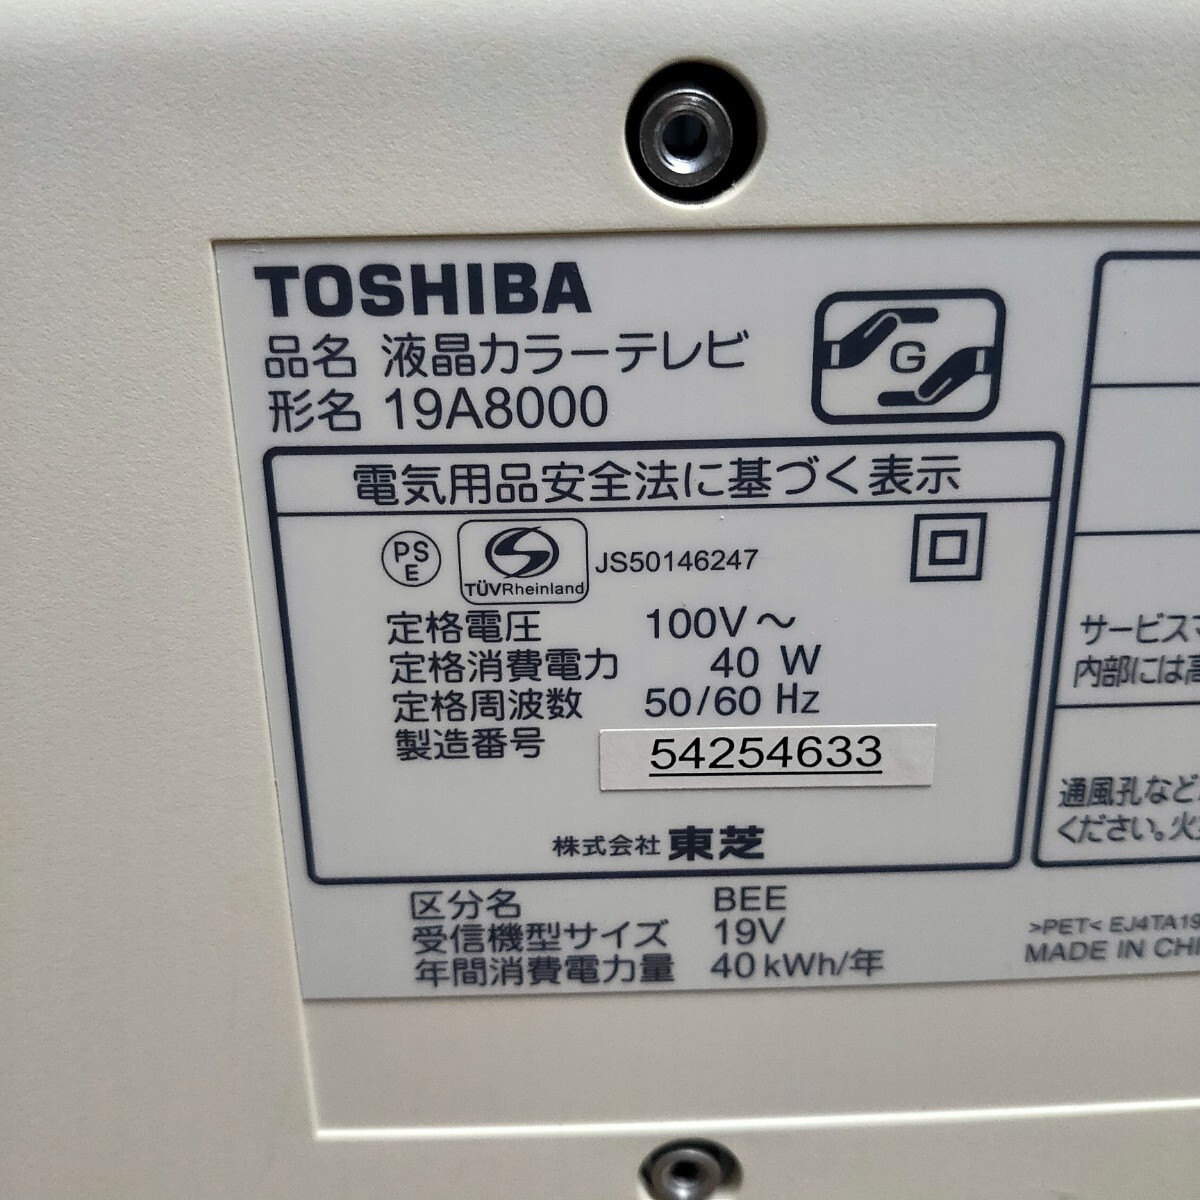 TOSHIBA
品名 液晶カラーテレビ
形名 19A8000
G
電気用品安全法に基づく表示
PS
E
TÜVRheinland
JS50146247
定格電圧 100V～
定格消費電力 40 W
定格周波数 50/60 Hz
製造番号 54254633
株式会社 東芝
区分名 BEE
受信機型サイズ 19V
年間消費電力量 40kWh/年
サービスマ
内部には高
通風孔など
ください。火
>PET< EJ4TA19
MADE IN CHI